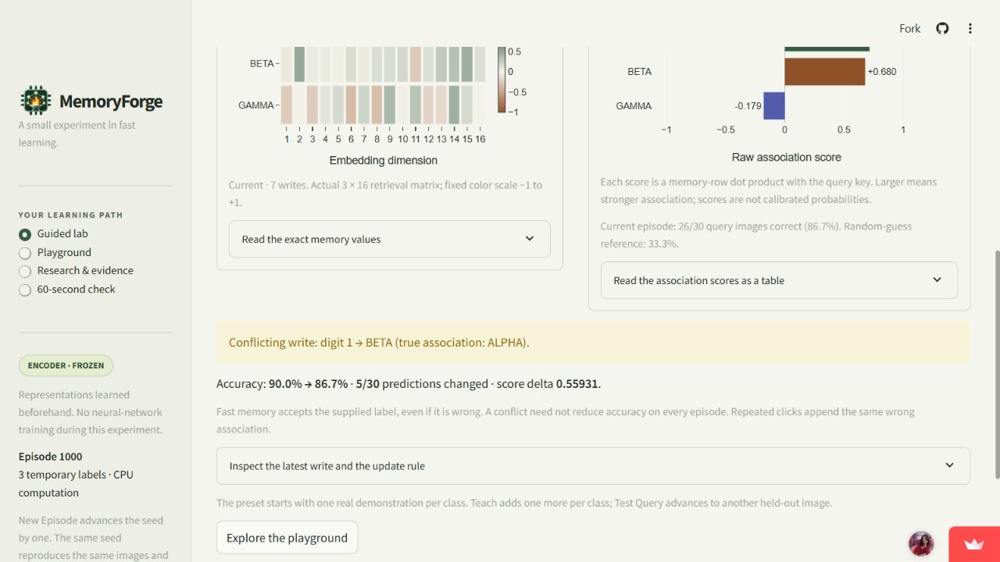 Fork
MemoryForge
A small experiment in fast
learning.
YOUR LEARNING PATH
Guided lab
Playground
Research & evidence
60-second check
ENCODER · FROZEN
Representations learned
beforehand. No neural-network
training during this experiment.
Episode 1000
3 temporary labels · CPU
computation
New Episode advances the seed
by one. The same seed
reproduces the same images and
BETA
GAMMA
0.5
0
−0.5
−1
1 2 3 4 5 6 7 8 9 10 11 12 13 14 15 16
Embedding dimension
Current · 7 writes. Actual 3 × 16 retrieval matrix; fixed color scale −1 to
+1.
Read the exact memory values
BETA +0.680
GAMMA -0.179
−1 −0.5 0 0.5 1
Raw association score
Each score is a memory-row dot product with the query key. Larger means
stronger association; scores are not calibrated probabilities.
Current episode: 26/30 query images correct (86.7%). Random-guess
reference: 33.3%.
Read the association scores as a table
Conflicting write: digit 1 → BETA (true association: ALPHA).
Accuracy: 90.0% → 86.7% · 5/30 predictions changed · score delta 0.55931.
Fast memory accepts the supplied label, even if it is wrong. A conflict need not reduce accuracy on every episode. Repeated clicks append the same wrong
association.
Inspect the latest write and the update rule
The preset starts with one real demonstration per class. Teach adds one more per class; Test Query advances to another held-out image.
Explore the playground